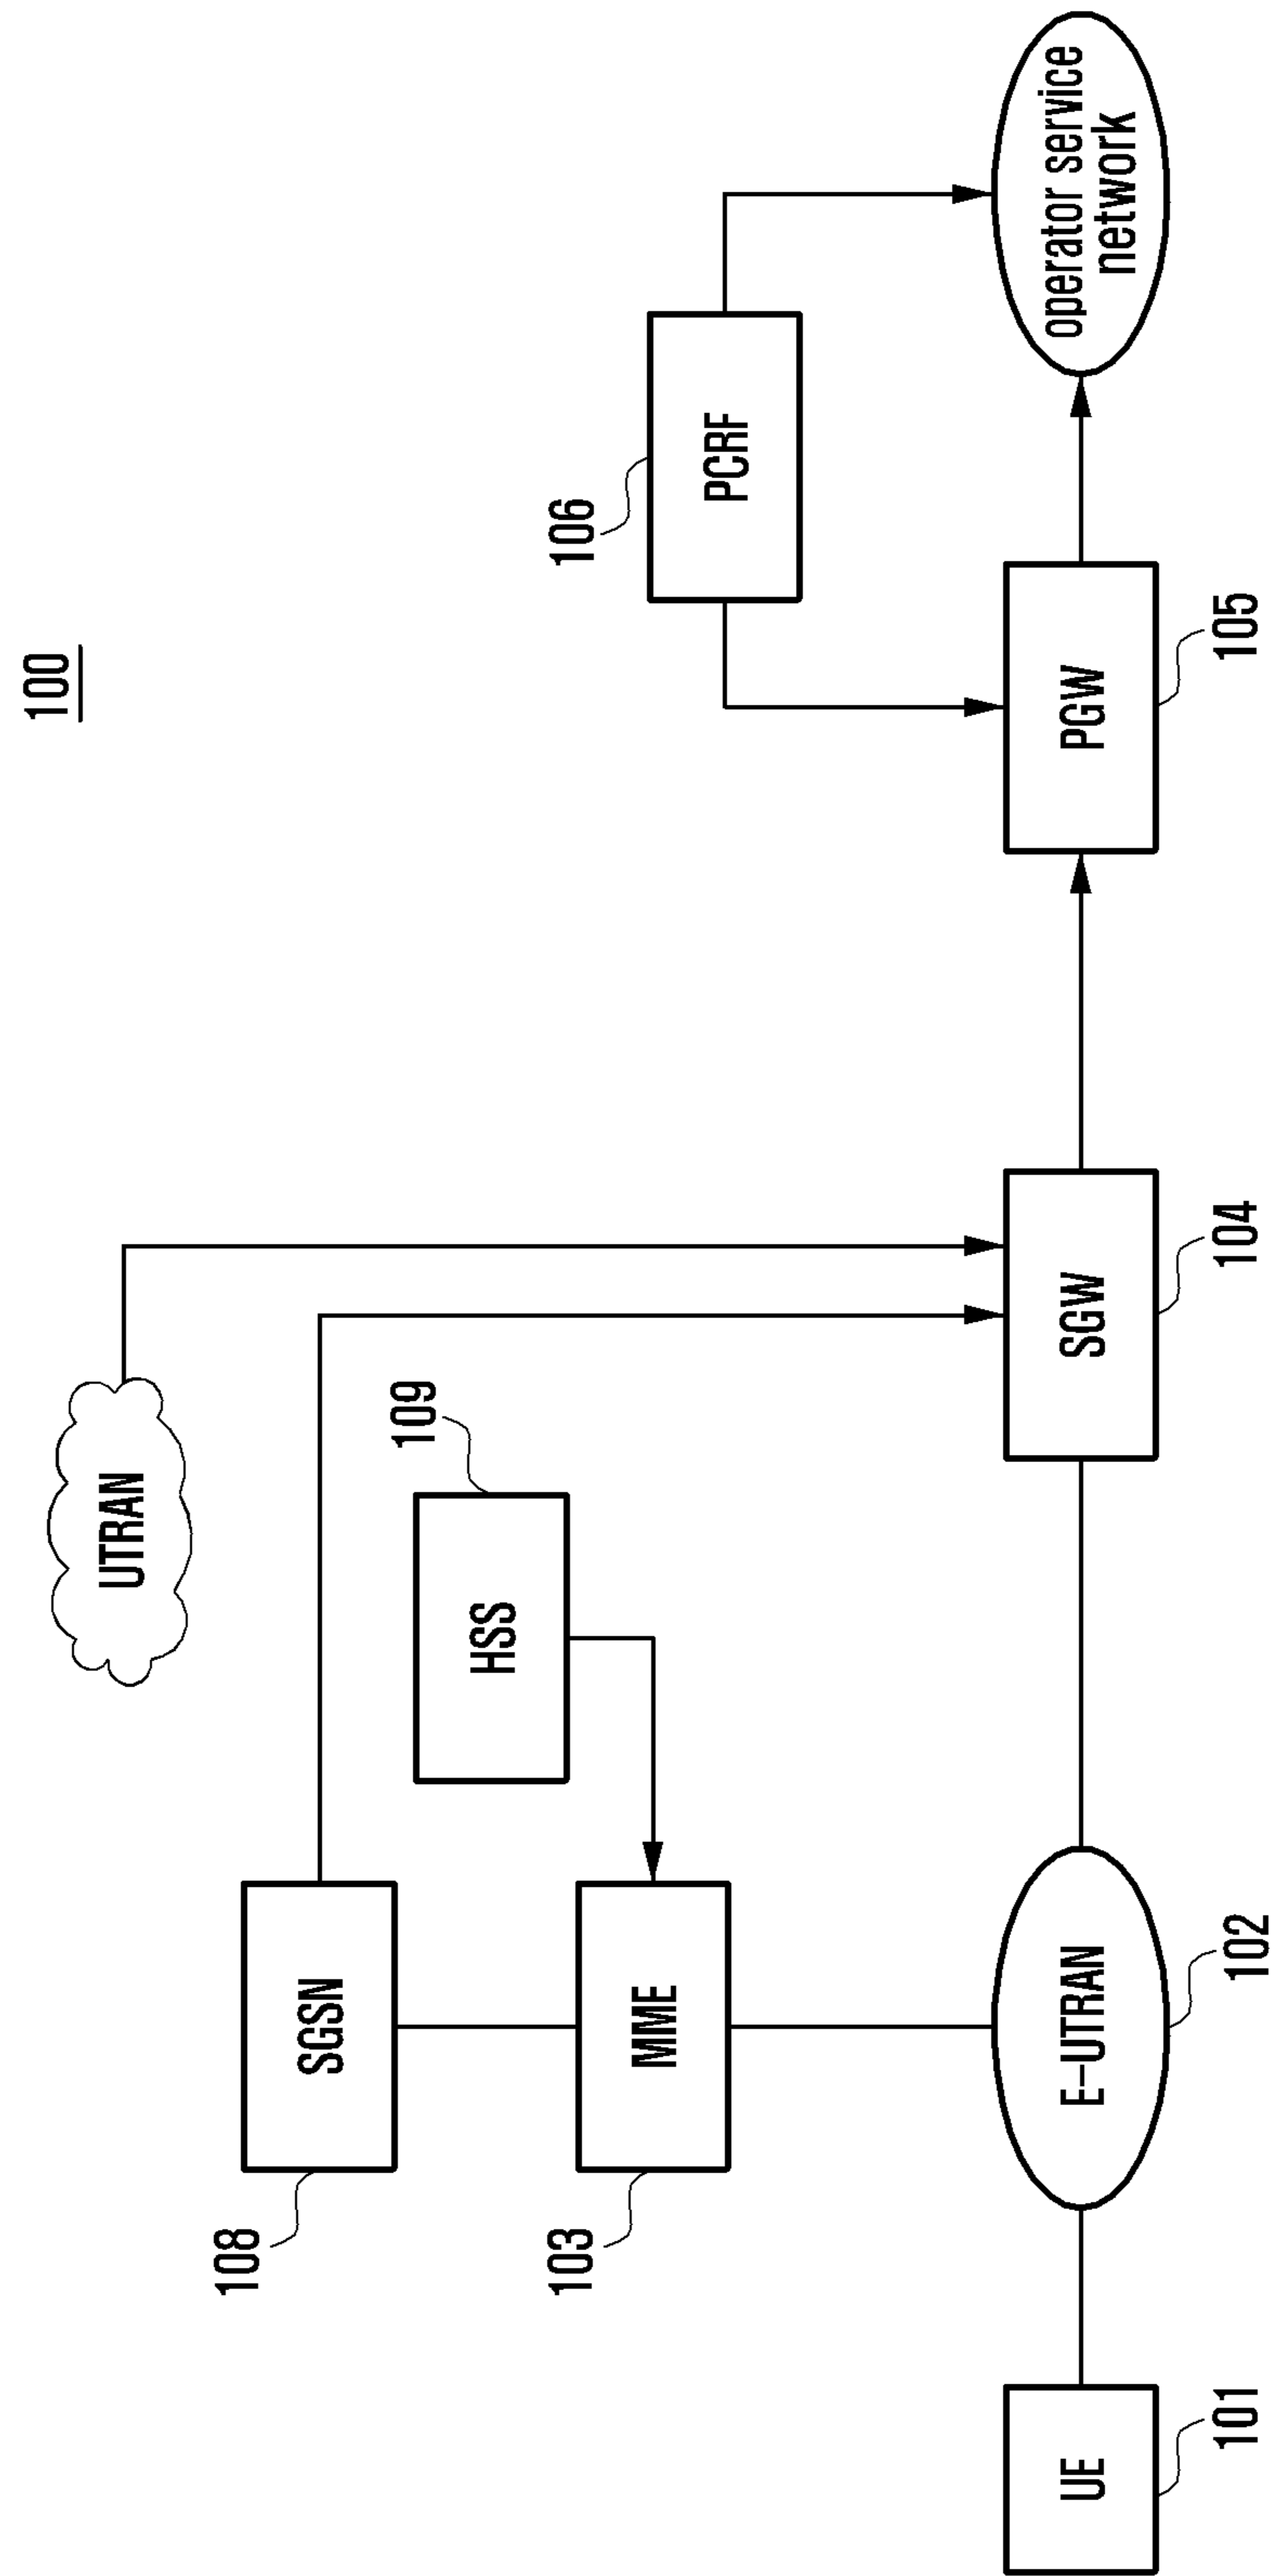 100
UTRAN
108
SGSN
109
HSS
106
PCRF
103
MME
UE
101
E-UTRAN
102
SGW
104
PGW
105
operator service
network